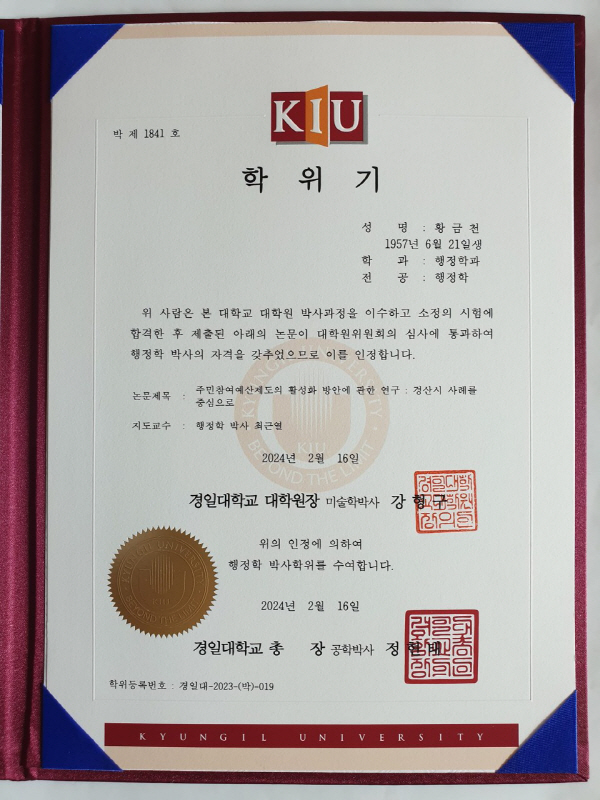 KIU
박 제 1841 호
학 위 기
성 명 : 황 금 천
1957년 6월 21일생
학 과 : 행정학과
전 공 : 행정학
위 사람은 본 대학교 대학원 박사과정을 이수하고 소정의 시험에
합격한 후 제출된 아래의 논문이 대학원위원회의 심사에 통과하여
행정학 박사의 자격을 갖추었으므로 이를 인정합니다.
논문제목 : 주민참여예산제도의 활성화 방안에 관한 연구 : 경산시 사례를
중심으로
지도교수 : 행정학 박사 최근열
KYUNGIL UNIVERSITY
KIU
BEYOND THE LIMIT
2024년 2월 16일
경일대학교 대학원장 미술학박사 강 형 구
위의 인정에 의하여
행정학 박사학위를 수여합니다.
2024년 2월 16일
경일대학교 총 장 공학박사 정 현 태
학위등록번호 : 경일대-2023-(박)-019
KYUNGIL UNIVERSITY